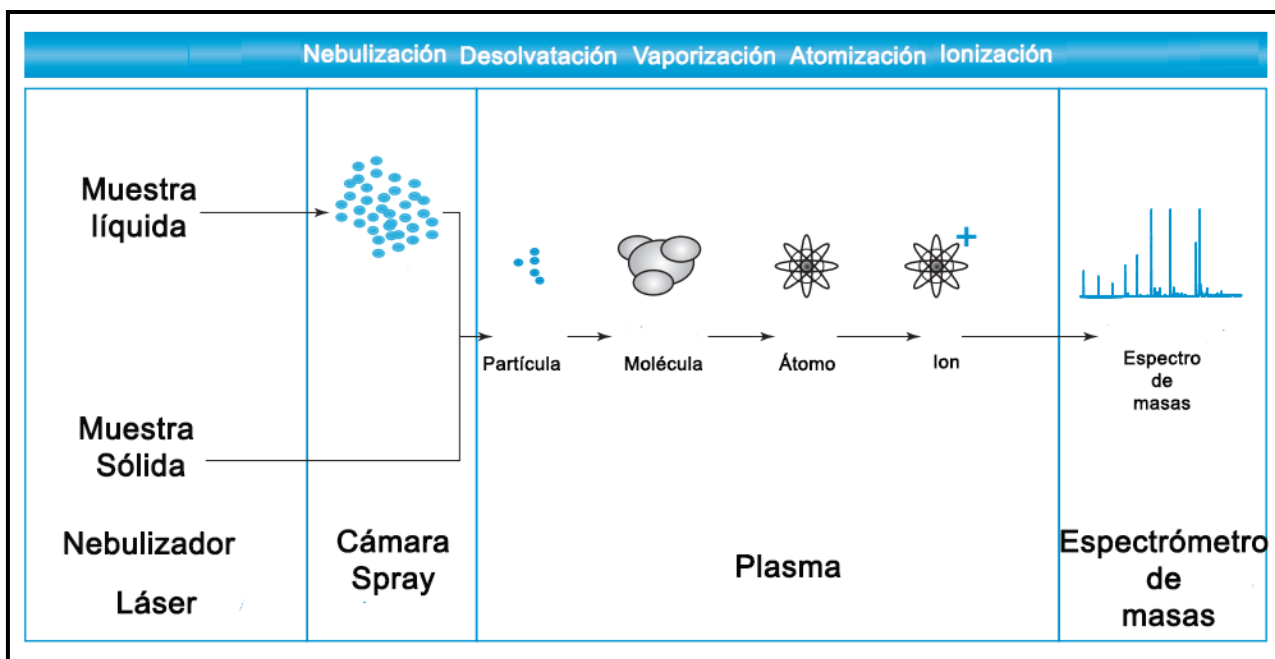 Nebulización Desolvatación Vaporización Atomización Ionización
Muestra
líquida
Partícula
Molécula
Átomo
Ion
Espectro
de
masas
Muestra
Sólida
Nebulizador
Láser
Cámara
Spray
Plasma
Espectrómetro
de
masas
+